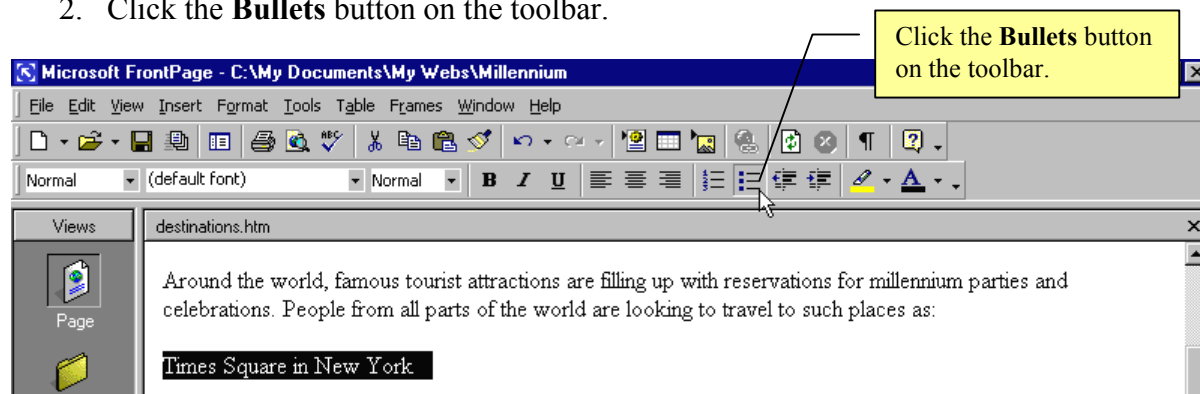 2. Click the Bullets button on the toolbar.
Click the Bullets button
on the toolbar.
Microsoft FrontPage - C:\My Documents\My Webs\Millennium
File Edit View Insert Format Tools Table Frames Window Help
Normal (default font) Normal B I U A
Views destinations.htm
Around the world, famous tourist attractions are filling up with reservations for millennium parties and
celebrations. People from all parts of the world are looking to travel to such places as:
Page
Times Square in New York